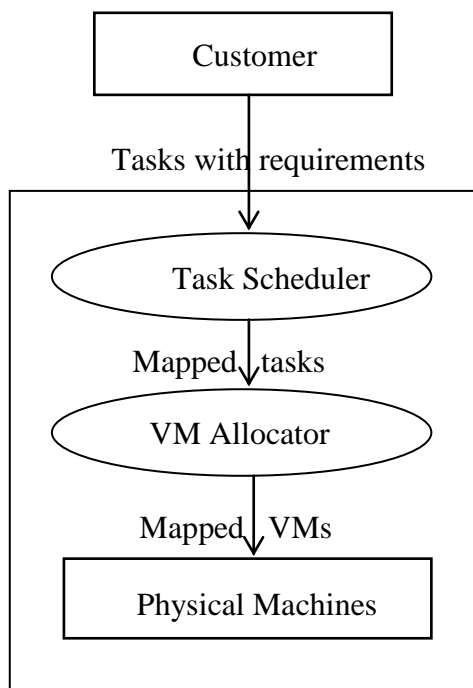 Customer
Tasks with requirements
Task Scheduler
Mapped tasks
VM Allocator
Mapped VMs
Physical Machines